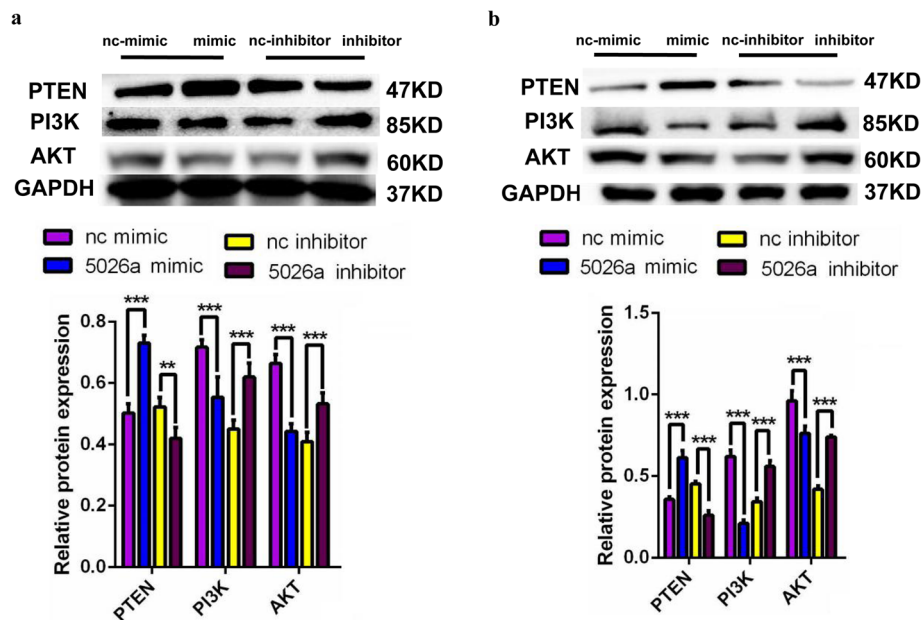 a
nc-mimic mimic nc-inhibitor inhibitor
PTEN 47KD
PI3K 85KD
AKT 60KD
GAPDH 37KD
nc mimic nc inhibitor
5026a mimic 5026a inhibitor
Relative protein expression
0.8
0.6
0.4
0.2
0.0
*** ** *** *** *** ***
PTEN PI3K AKT
b
nc-mimic mimic nc-inhibitor inhibitor
PTEN 47KD
PI3K 85KD
AKT 60KD
GAPDH 37KD
nc mimic nc inhibitor
5026a mimic 5026a inhibitor
Relative protein expression
1.5
1.0
0.5
0.0
*** *** *** *** *** ***
PTEN PI3K AKT